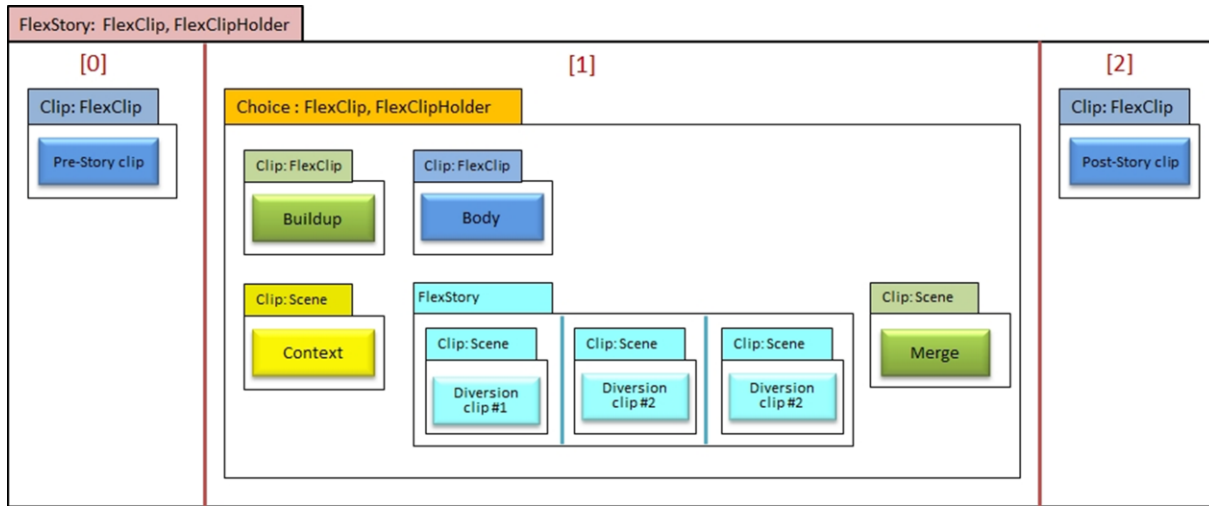 FlexStory: FlexClip, FlexClipHolder
[0]
[1]
[2]
Clip: FlexClip
Pre-Story clip
Choice : FlexClip, FlexClipHolder
Clip: FlexClip
Buildup
Clip: FlexClip
Body
Clip: Scene
Context
FlexStory
Clip: Scene
Diversion
clip #1
Clip: Scene
Diversion
clip #2
Clip: Scene
Diversion
clip #2
Clip: Scene
Merge
Clip: FlexClip
Post-Story clip